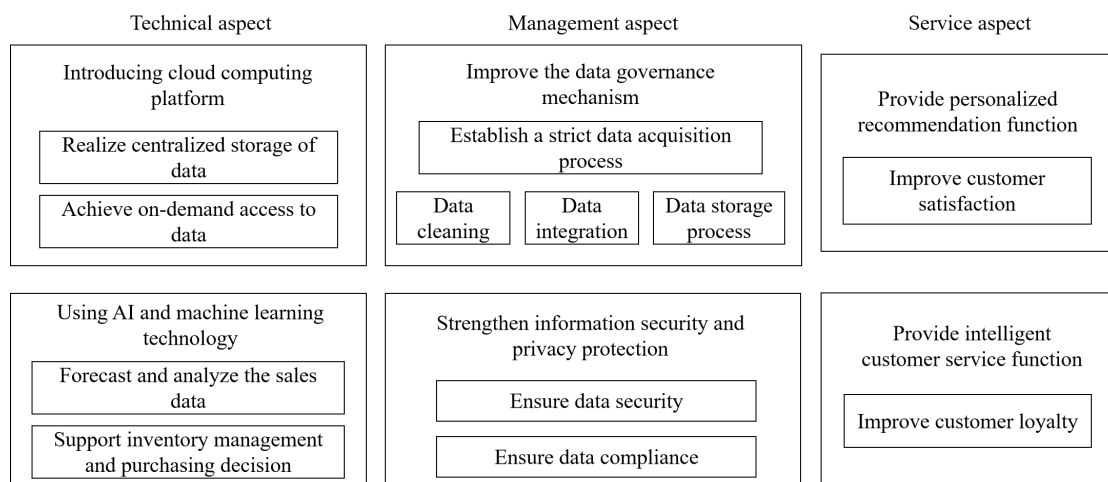 Technical aspect
Introducing cloud computing
platform
Realize centralized storage of
data
Achieve on-demand access to
data
Using AI and machine learning
technology
Forecast and analyze the sales
data
Support inventory management
and purchasing decision
Management aspect
Improve the data governance
mechanism
Establish a strict data acquisition
process
Data
cleaning
Data
integration
Data storage
process
Strengthen information security and
privacy protection
Ensure data security
Ensure data compliance
Service aspect
Provide personalized
recommendation function
Improve customer
satisfaction
Provide intelligent
customer service function
Improve customer loyalty